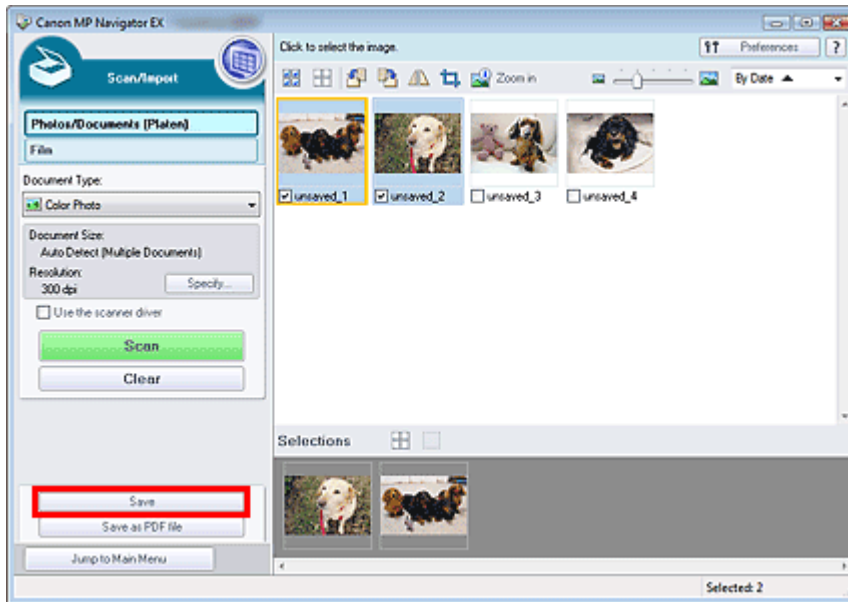 Canon MP Navigator EX
Scan/Import
Photos/Documents (Platen)
Film
Document Type:
Color Photo
Document Size:
Auto Detect (Multiple Documents)
Resolution:
300 dpi
Specify...
Use the scanner driver
Scan
Clear
Save
Save as PDF file
Jump to Main Menu
Click to select the image.
Preferences
?
Zoom in
By Date
unsaved_1
unsaved_2
unsaved_3
unsaved_4
Selections
Selected: 2